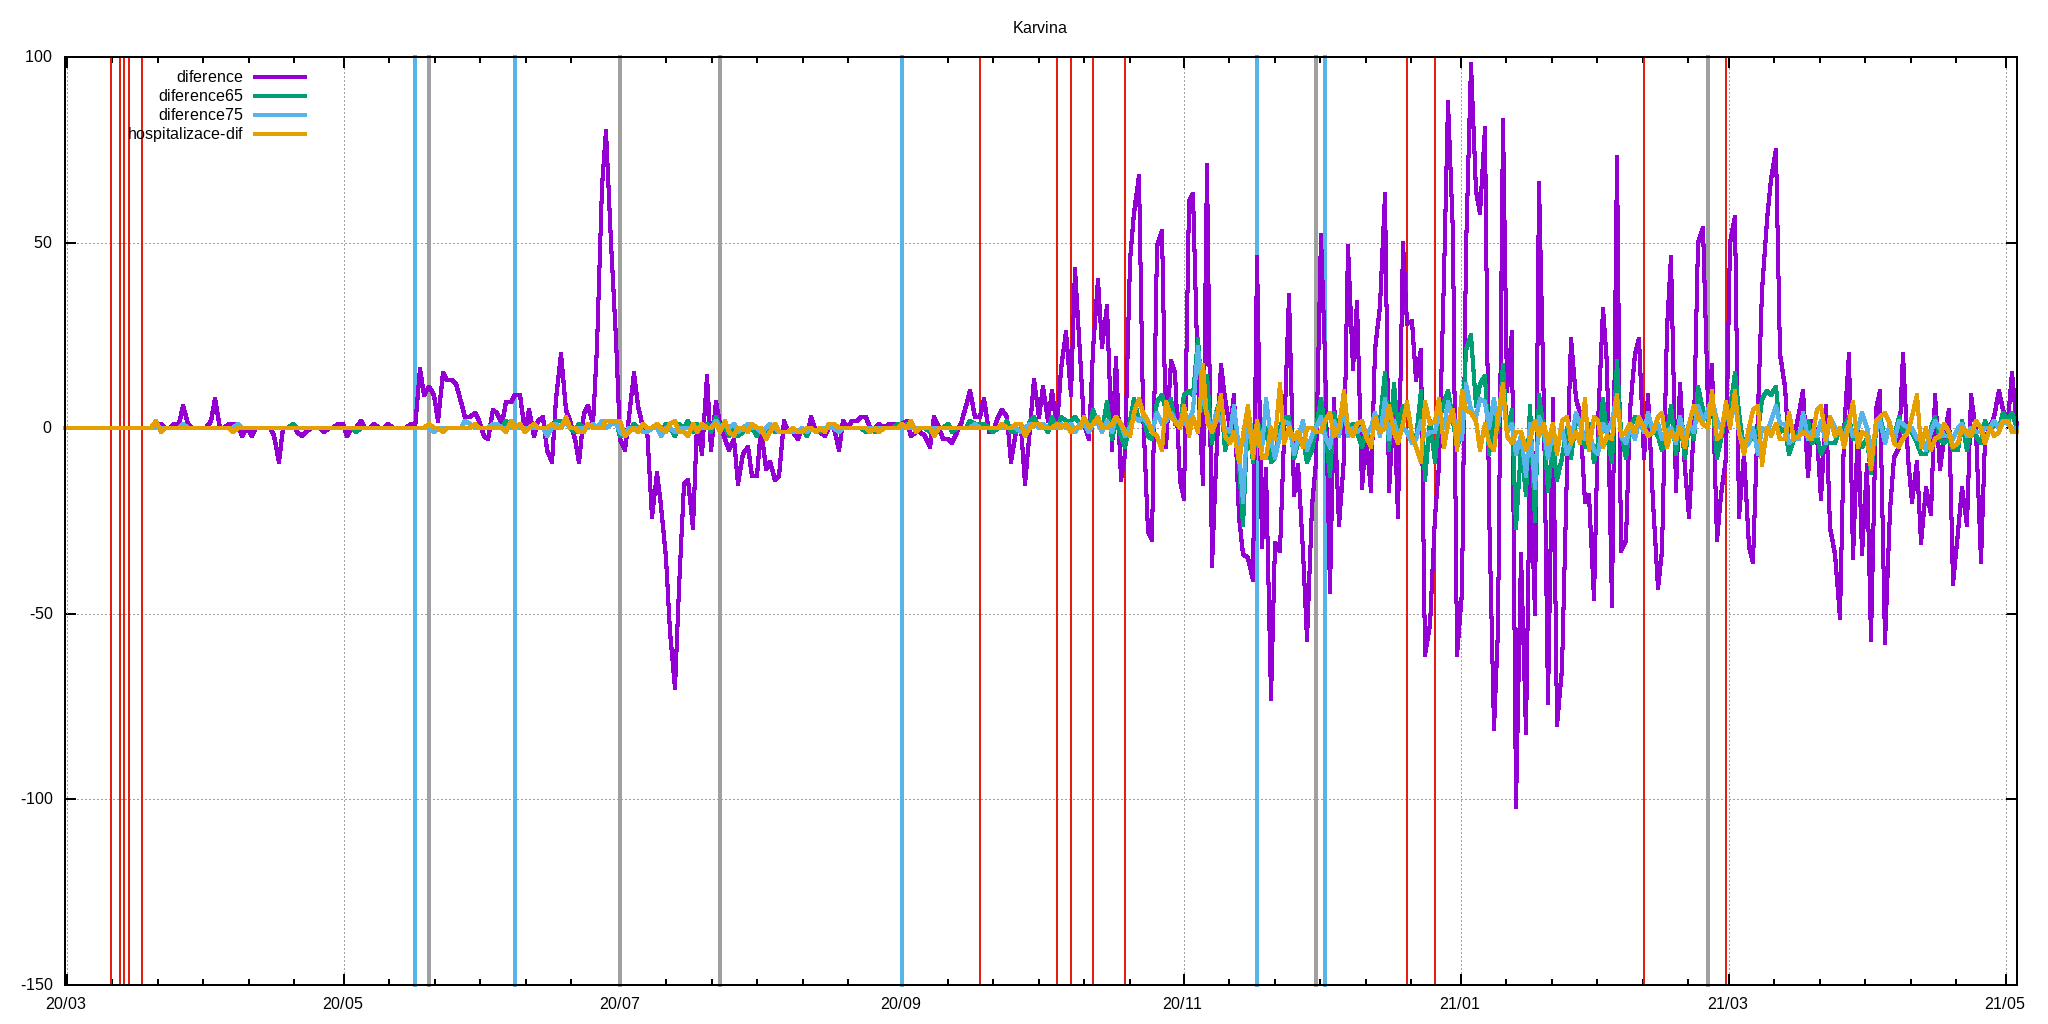 Karvina
100
50
0
-50
-100
-150
diference
diference65
diference75
hospitalizace-dif
20/03 20/05 20/07 20/09 20/11 21/01 21/03 21/05